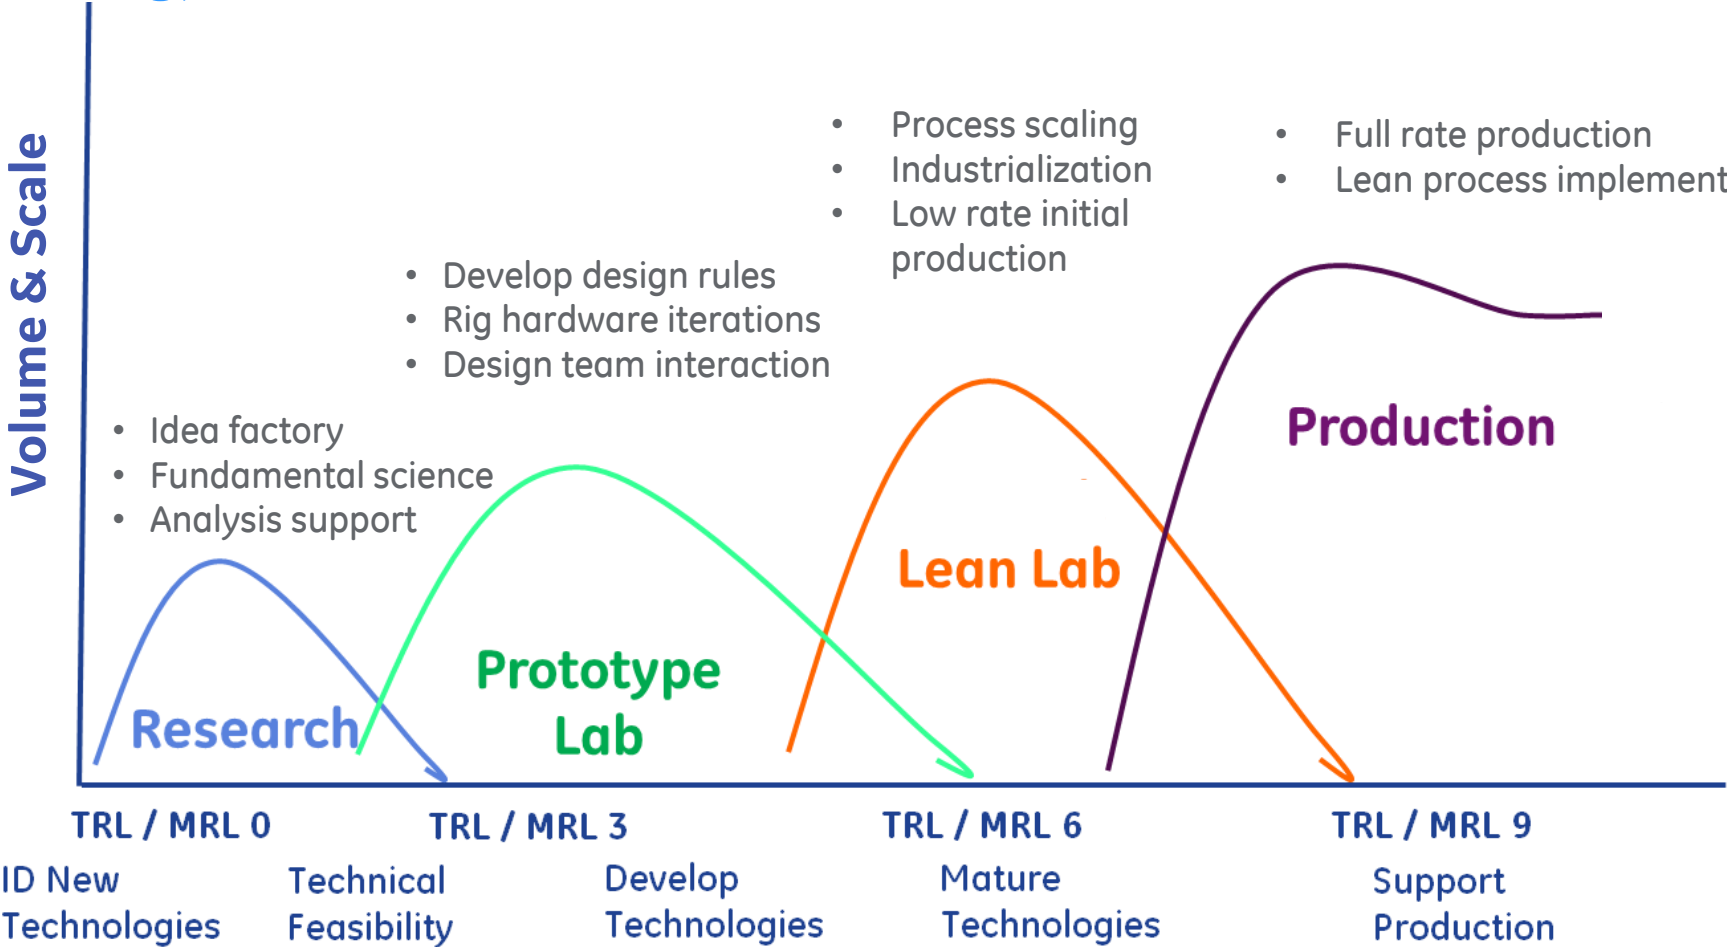 Volume & Scale
• Idea factory
• Fundamental science
• Analysis support
• Develop design rules
• Rig hardware iterations
• Design team interaction
• Process scaling
• Industrialization
• Low rate initial
production
• Full rate production
• Lean process implement
Research
Prototype
Lab
Lean Lab
Production
TRL / MRL 0
TRL / MRL 3
TRL / MRL 6
TRL / MRL 9
ID New
Technologies
Technical
Feasibility
Develop
Technologies
Mature
Technologies
Support
Production